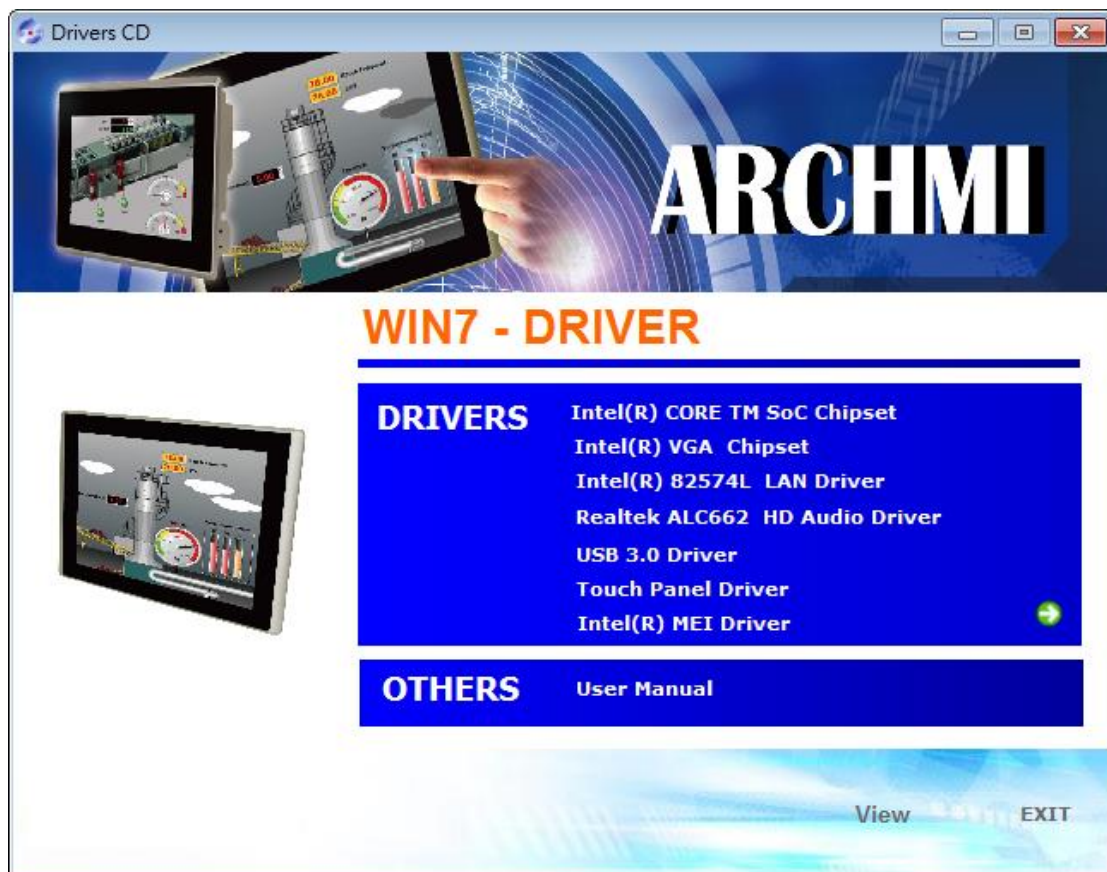 Drivers CD
ARCHMI
WIN7 - DRIVER
DRIVERS
Intel(R) CORE TM SoC Chipset
Intel(R) VGA Chipset
Intel(R) 82574L LAN Driver
Realtek ALC662 HD Audio Driver
USB 3.0 Driver
Touch Panel Driver
Intel(R) MEI Driver
OTHERS
User Manual
View
EXIT